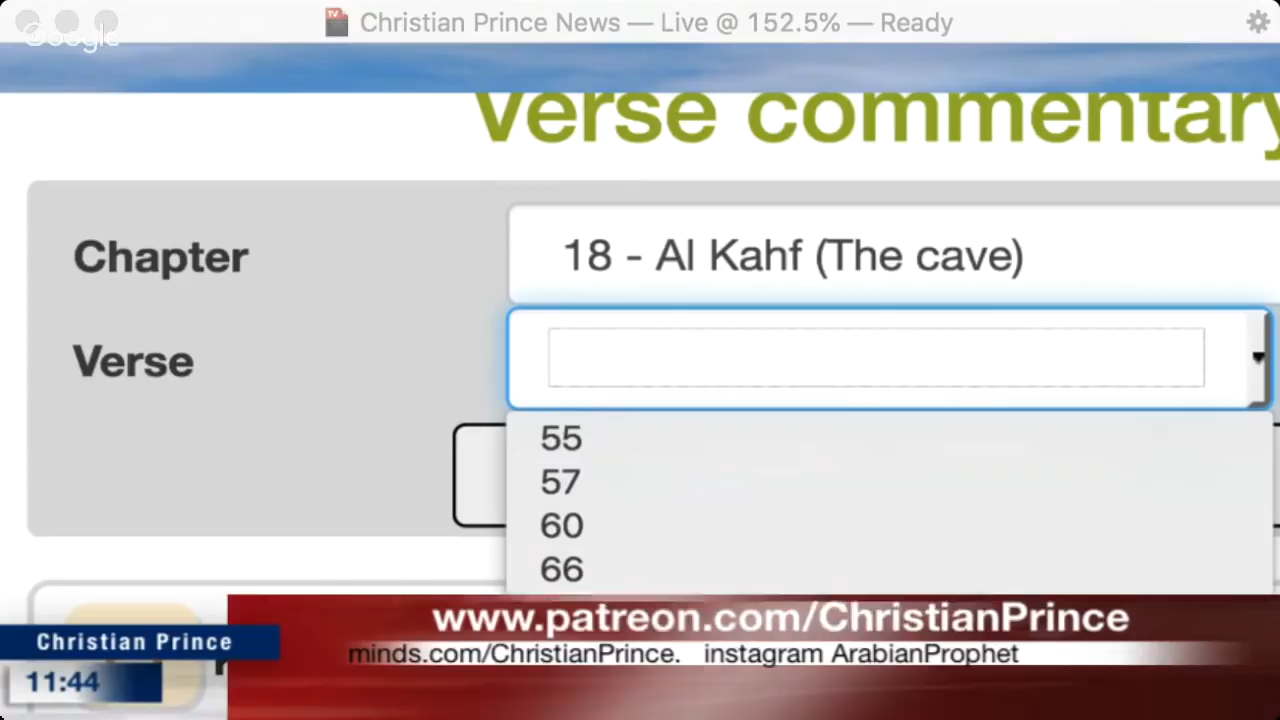 Christian Prince News — Live @ 152.5% — Ready
Google
Verse commentary
Chapter
18 - Al Kahf (The cave)
Verse
55
57
60
66
www.patreon.com/ChristianPrince
Christian Prince
minds.com/ChristianPrince. instagram ArabianProphet
11:44